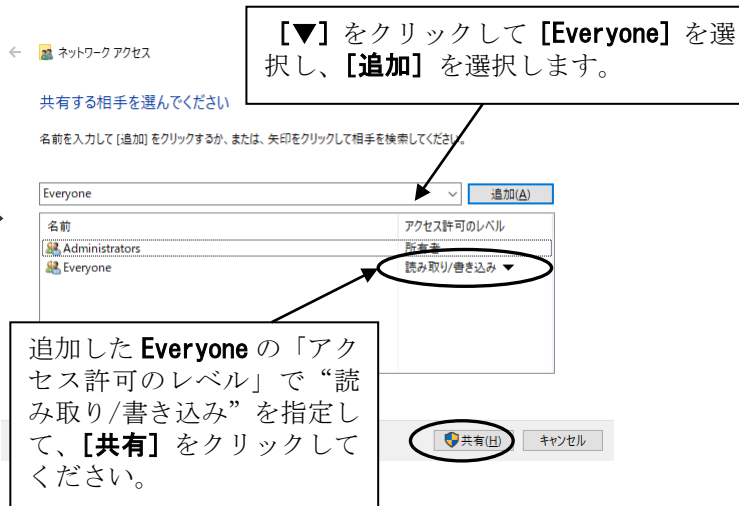 ［▼］をクリックして［Everyone］を選
択し、［追加］を選択します。
← ネットワーク アクセス
共有する相手を選んでください
名前を入力して [追加] をクリックするか、または、矢印をクリックして相手を検索してください。
Everyone 追加(A)
名前 アクセス許可のレベル
Administrators 所有者
Everyone 読み取り/書き込み ▼
追加した Everyone の「アク
セス許可のレベル」で“読
み取り/書き込み”を指定し
て、［共有］をクリックして
ください。
共有(H) キャンセル